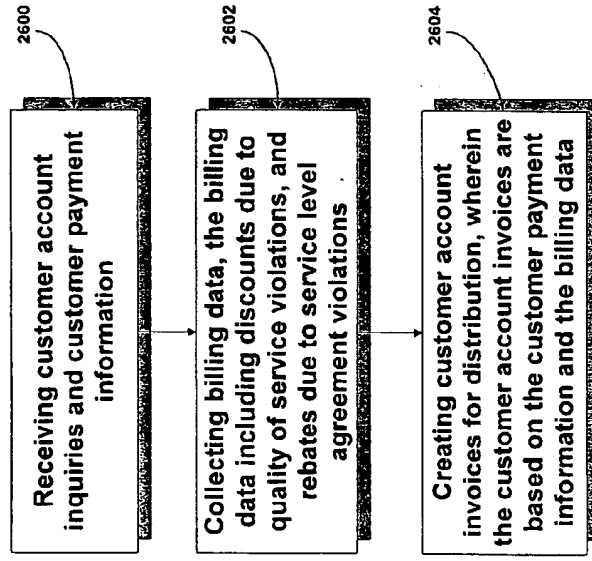 2600
Receiving customer account
inquiries and customer payment
information
2602
Collecting billing data, the billing
data including discounts due to
quality of service violations, and
rebates due to service level
agreement violations
2604
Creating customer account
invoices for distribution, wherein
the customer account invoices are
based on the customer payment
information and the billing data